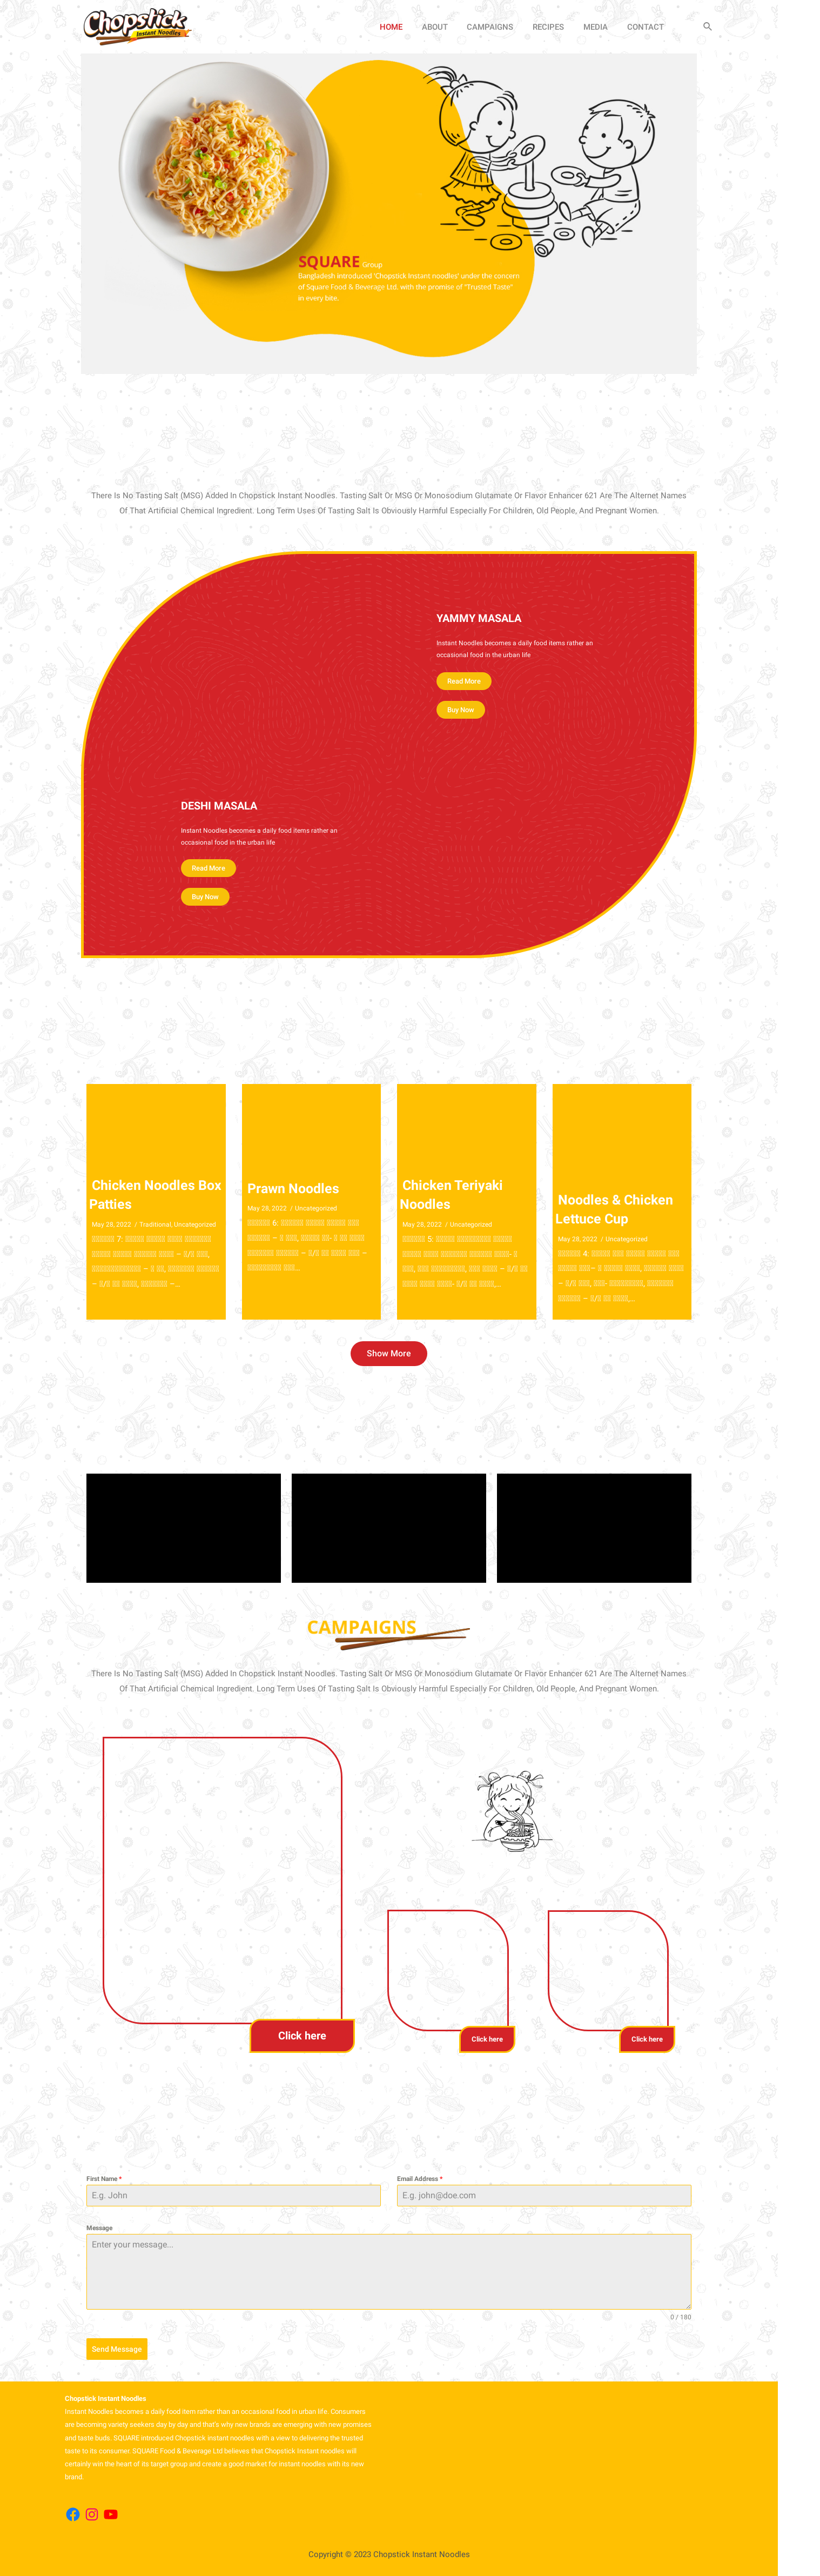 Chopstick
Instant Noodles
HOME ABOUT CAMPAIGNS RECIPES MEDIA CONTACT
SQUARE Group
Bangladesh introduced 'Chopstick Instant noodles' under the concern
of Square Food & Beverage Ltd. with the promise of "Trusted Taste"
in every bite.
There Is No Tasting Salt (MSG) Added In Chopstick Instant Noodles. Tasting Salt Or MSG Or Monosodium Glutamate Or Flavor Enhancer 621 Are The Alternet Names
Of That Artificial Chemical Ingredient. Long Term Uses Of Tasting Salt Is Obviously Harmful Especially For Children, Old People, And Pregnant Women.
YAMMY MASALA
Instant Noodles becomes a daily food items rather an
occasional food in the urban life
Read More
Buy Now
DESHI MASALA
Instant Noodles becomes a daily food items rather an
occasional food in the urban life
Read More
Buy Now
Chicken Noodles Box
Patties
May 28, 2022 / Traditional, Uncategorized
7:
Prawn Noodles
May 28, 2022 / Uncategorized
6:
Chicken Teriyaki
Noodles
May 28, 2022 / Uncategorized
5:
Noodles & Chicken
Lettuce Cup
May 28, 2022 / Uncategorized
4:
Show More
CAMPAIGNS
There Is No Tasting Salt (MSG) Added In Chopstick Instant Noodles. Tasting Salt Or MSG Or Monosodium Glutamate Or Flavor Enhancer 621 Are The Alternet Names
Of That Artificial Chemical Ingredient. Long Term Uses Of Tasting Salt Is Obviously Harmful Especially For Children, Old People, And Pregnant Women.
Click here
Click here
Click here
First Name *
E.g. John
Email Address *
E.g. john@doe.com
Message
Enter your message...
0 / 180
Send Message
Chopstick Instant Noodles
Instant Noodles becomes a daily food item rather than an occasional food in urban life. Consumers
are becoming variety seekers day by day and that's why new brands are emerging with new promises
and taste buds. SQUARE introduced Chopstick instant noodles with a view to delivering the trusted
taste to its consumer. SQUARE Food & Beverage Ltd believes that Chopstick Instant noodles will
certainly win the heart of its target group and create a good market for instant noodles with its new
brand.
Copyright © 2023 Chopstick Instant Noodles